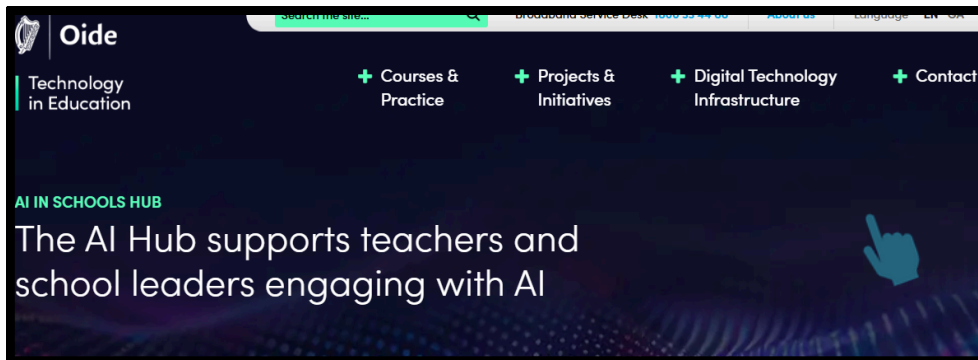 Search the site...
Broadband Service Desk 1800 33 44 00
About us
Language EN GA
Oide
Technology
in Education
Courses &
Practice
Projects &
Initiatives
Digital Technology
Infrastructure
Contact
AI IN SCHOOLS HUB
The AI Hub supports teachers and
school leaders engaging with AI